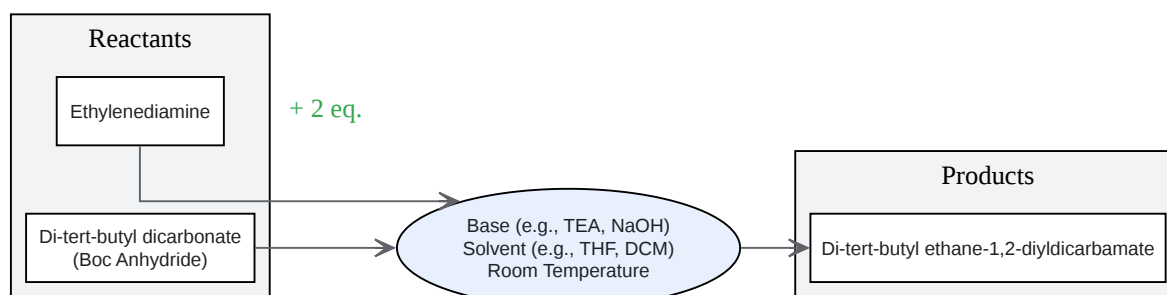 Reactants
Ethylenediamine
+ 2 eq.
Di-tert-butyl dicarbonate
(Boc Anhydride)
Base (e.g., TEA, NaOH)
Solvent (e.g., THF, DCM)
Room Temperature
Products
Di-tert-butyl ethane-1,2-diyldicarbamate